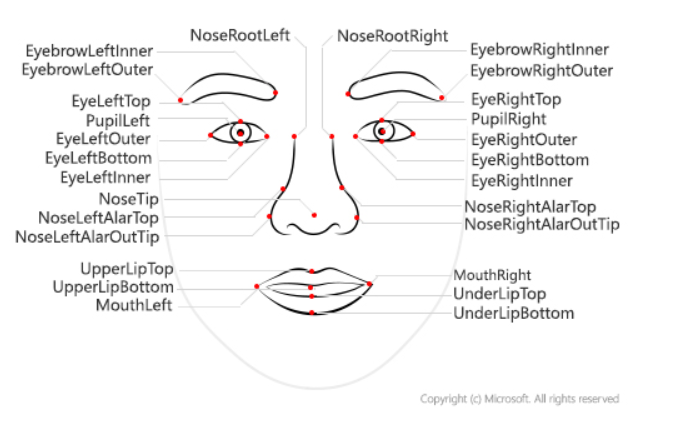 NoseRootLeft
NoseRootRight
EyebrowLeftInner
EyebrowRightInner
EyebrowLeftOuter
EyebrowRightOuter
EyeLeftTop
EyeRightTop
PupilLeft
PupilRight
EyeLeftOuter
EyeRightOuter
EyeLeftBottom
EyeRightBottom
EyeLeftInner
EyeRightInner
NoseTip
NoseRightAlarTop
NoseLeftAlarTop
NoseRightAlarOutTip
NoseLeftAlarOutTip
UpperLipTop
MouthRight
UpperLipBottom
UnderLipTop
MouthLeft
UnderLipBottom
Copyright (c) Microsoft. All rights reserved